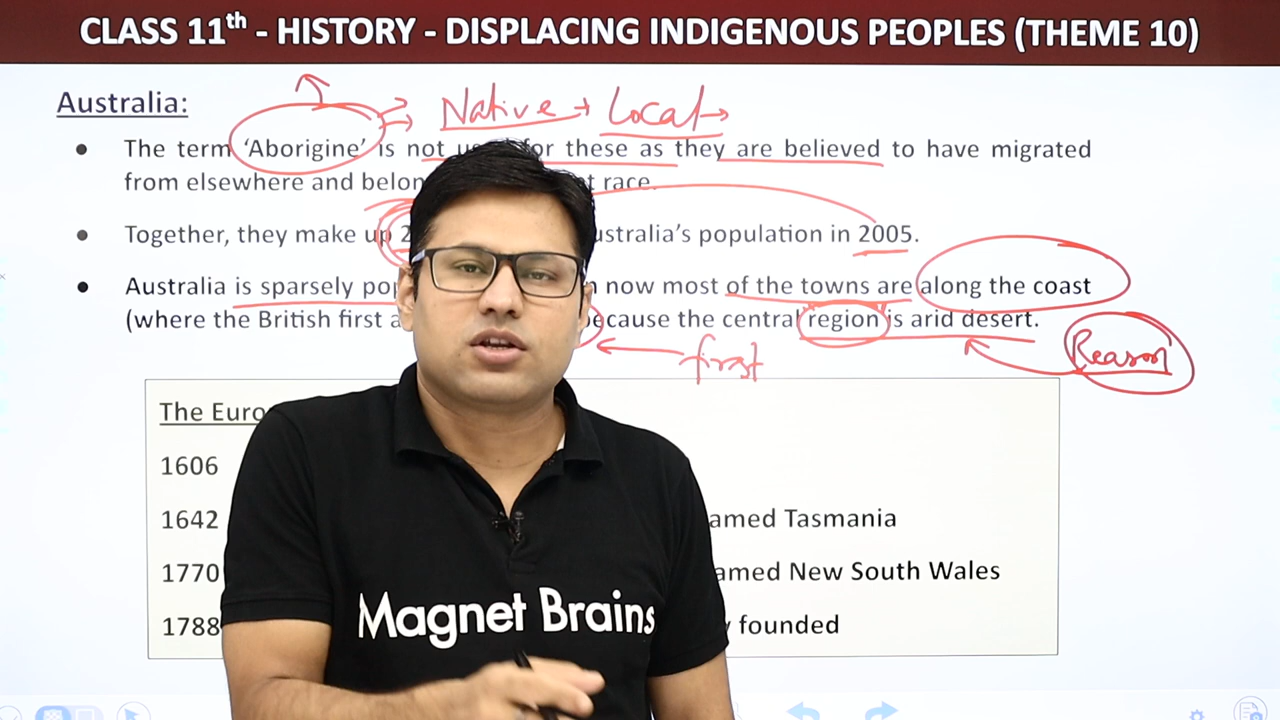 CLASS 11th - HISTORY - DISPLACING INDIGENOUS PEOPLES (THEME 10)
Australia:
Native Local
• The term ‘Aborigine’ is not for these as they are believed to have migrated
from elsewhere and race.
• Together, they make up ustralia’s population in 2005.
• Australia is sparsely now most of the towns are along the coast
(where the British first because the central region is arid desert.
first
Reason
The
1606
1642 amed Tasmania
1770 amed New South Wales
1788 founded
Magnet Brains